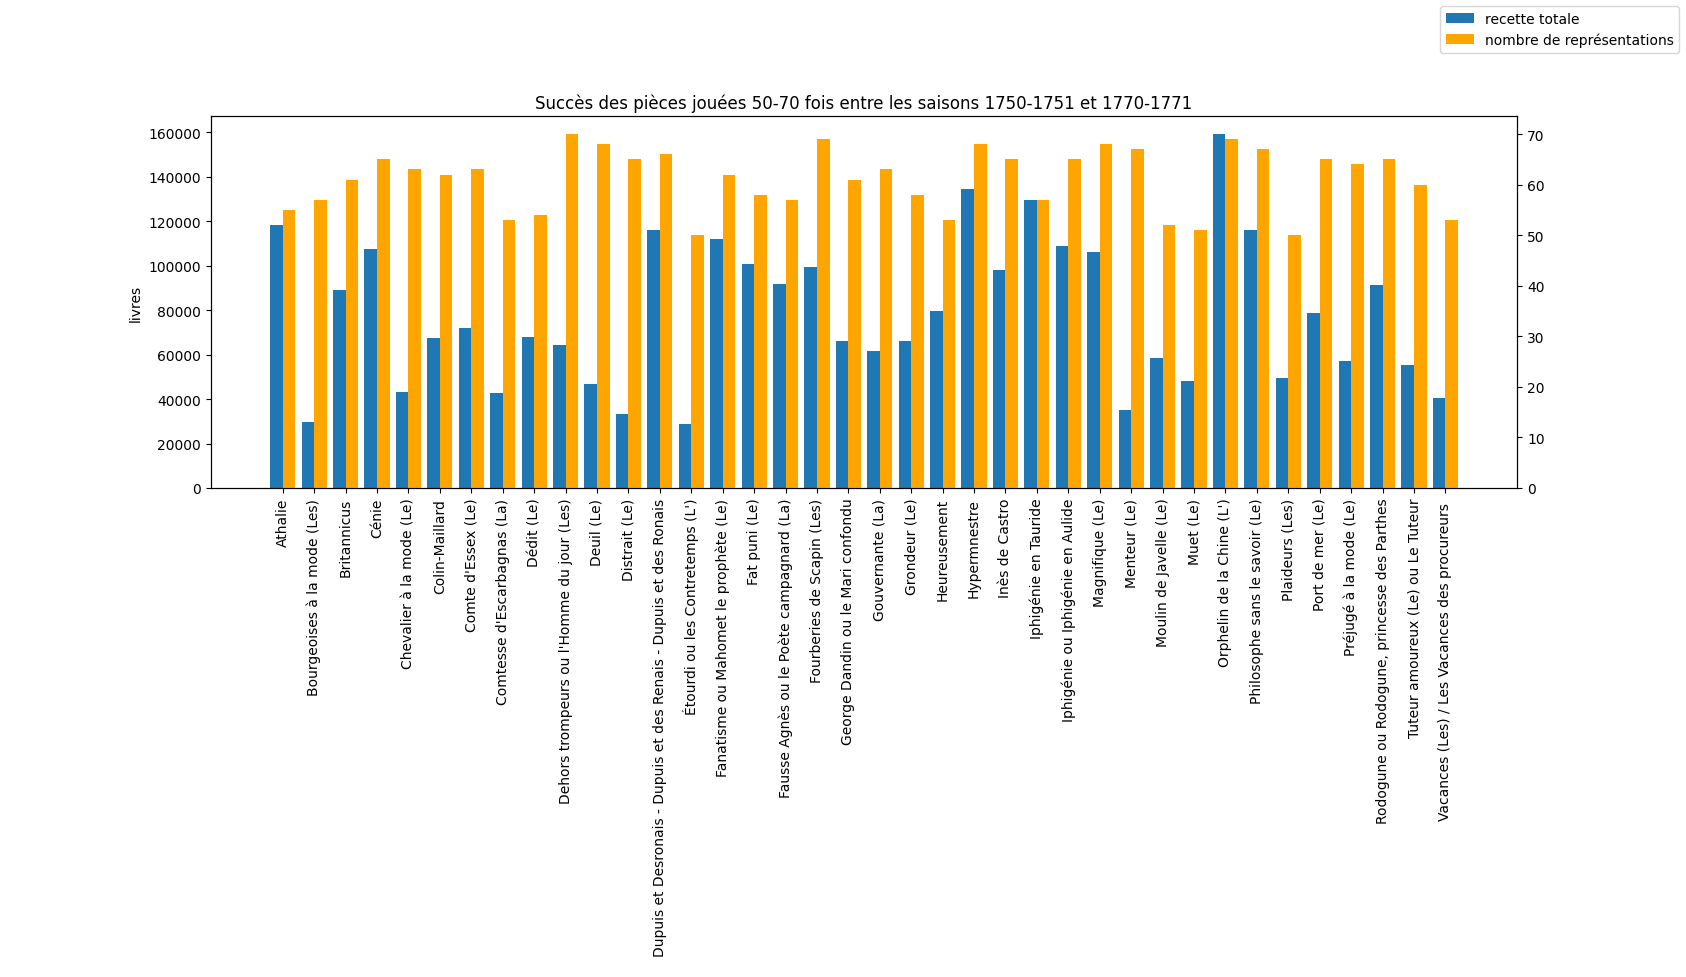 recette totale
nombre de représentations
Succès des pièces jouées 50-70 fois entre les saisons 1750-1751 et 1770-1771
livres
160000
140000
120000
100000
80000
60000
40000
20000
0
70
60
50
40
30
20
10
0
Athalie
Bourgeoises à la mode (Les)
Britannicus
Cénie
Chevalier à la mode (Le)
Colin-Maillard
Comte d'Essex (Le)
Comtesse d'Escarbagnas (La)
Dédit (Le)
Dehors trompeurs ou l'Homme du jour (Les)
Deuil (Le)
Distrait (Le)
Dupuis et Desronais - Dupuis et des Renais - Dupuis et des Ronais
Étourdi ou les Contretemps (L')
Fanatisme ou Mahomet le prophète (Le)
Fat puni (Le)
Fausse Agnès ou le Poète campagnard (La)
Fourberies de Scapin (Les)
George Dandin ou le Mari confondu
Gouvernante (La)
Grondeur (Le)
Heureusement
Hypermnestre
Inès de Castro
Iphigénie en Tauride
Iphigénie ou Iphigénie en Aulide
Magnifique (Le)
Menteur (Le)
Moulin de Javelle (Le)
Muet (Le)
Orphelin de la Chine (L')
Philosophe sans le savoir (Le)
Plaideurs (Les)
Port de mer (Le)
Préjugé à la mode (Le)
Rodogune ou Rodogune, princesse des Parthes
Tuteur amoureux (Le) ou Le Tuteur
Vacances (Les) / Les Vacances des procureurs